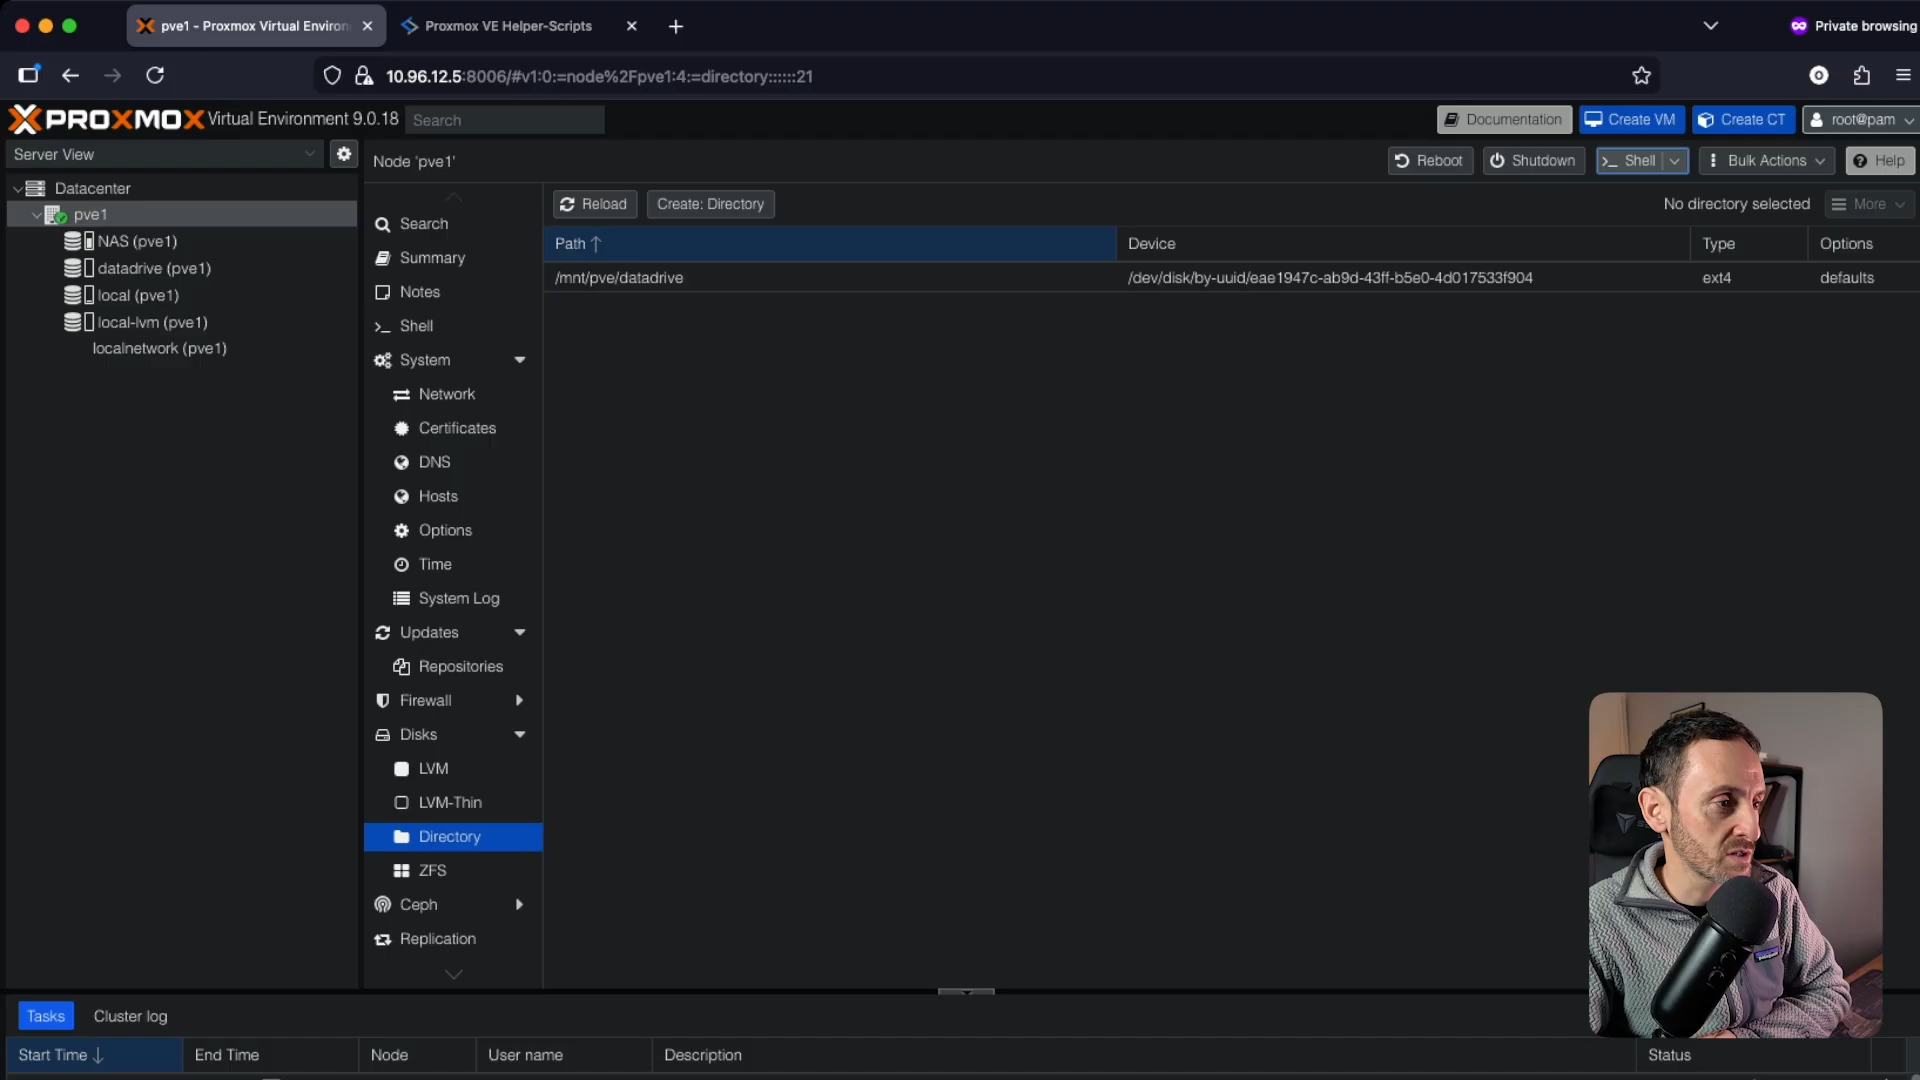 pve1 - Proxmox Virtual Environ
Proxmox VE Helper-Scripts
Private browsing
10.96.12.5:8006/#v1:0:=node%2Fpve1:4:=directory::::::21
PROXMOX Virtual Environment 9.0.18
Search
Documentation
Create VM
Create CT
root@pam
Server View
Node 'pve1'
Reboot
Shutdown
>_ Shell
Bulk Actions
Help
Datacenter
pve1
NAS (pve1)
datadrive (pve1)
local (pve1)
local-lvm (pve1)
localnetwork (pve1)
Search
Summary
Notes
>_ Shell
System
Network
Certificates
DNS
Hosts
Options
Time
System Log
Updates
Repositories
Firewall
Disks
LVM
LVM-Thin
Directory
ZFS
Ceph
Replication
Reload
Create: Directory
No directory selected
More
Path ↑
Device
Type
Options
/mnt/pve/datadrive
/dev/disk/by-uuid/eae1947c-ab9d-43ff-b5e0-4d017533f904
ext4
defaults
Tasks
Cluster log
Start Time ↓
End Time
Node
User name
Description
Status